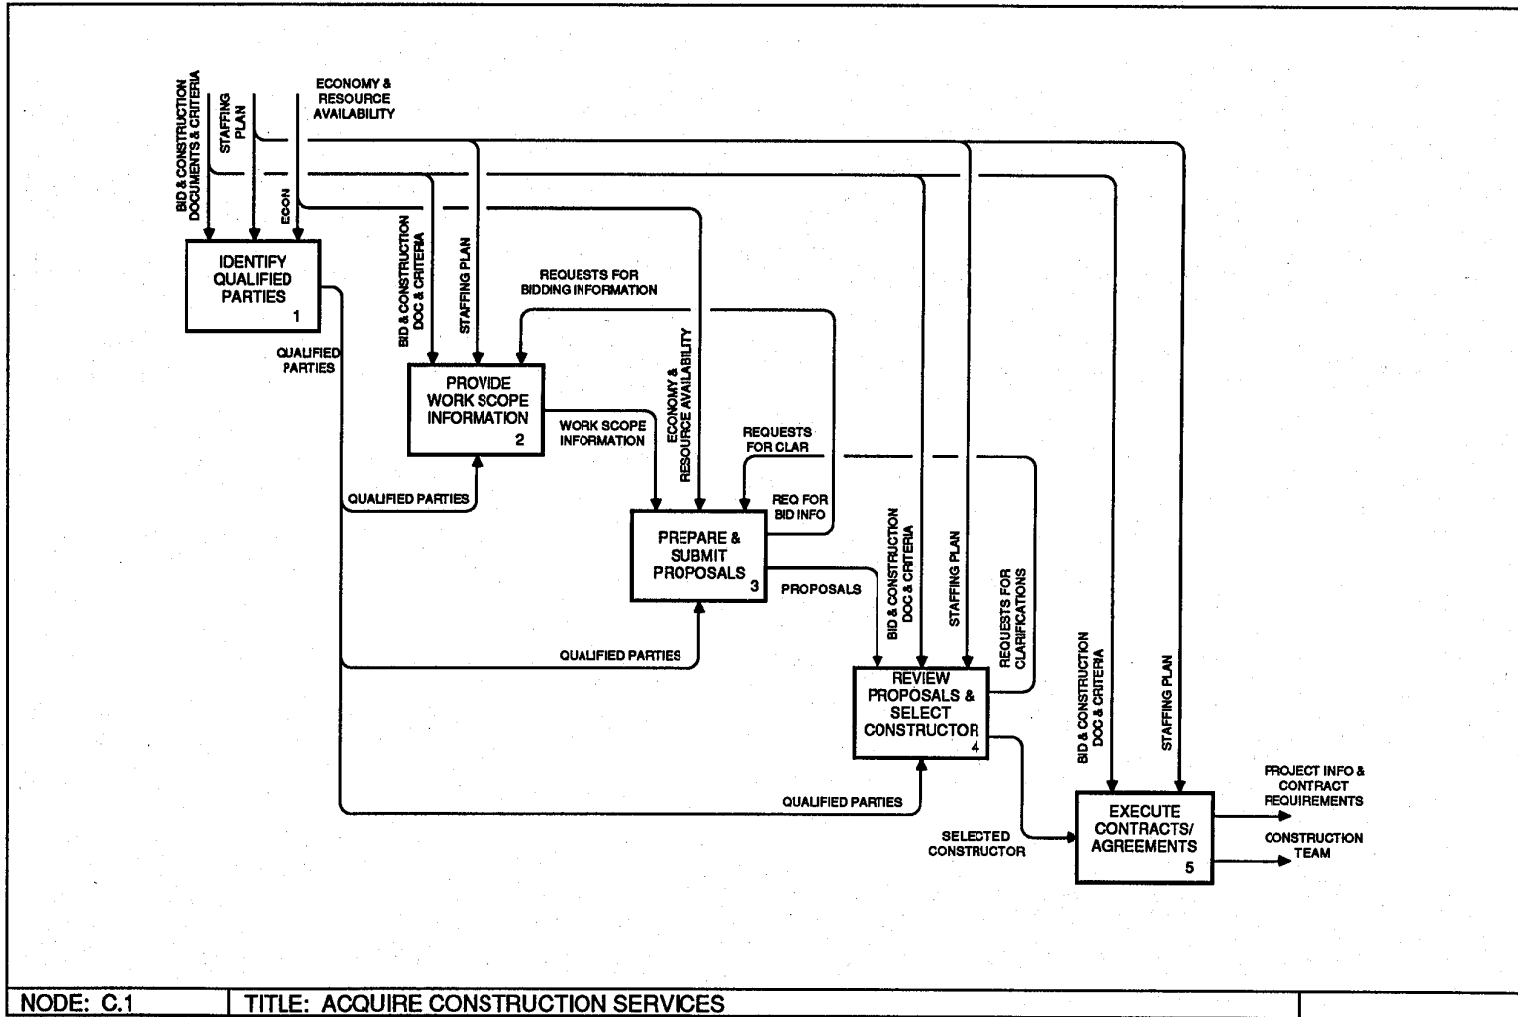 ECONOMY &
RESOURCE
AVAILABILITY
BID & CONSTRUCTION
DOCUMENTS & CRITERIA
STAFFING
PLAN
ECON
IDENTIFY
QUALIFIED
PARTIES
1
QUALIFIED
PARTIES
BID & CONSTRUCTION
DOC & CRITERIA
STAFFING PLAN
REQUESTS FOR
BIDDING INFORMATION
PROVIDE
WORK SCOPE
INFORMATION
2
WORK SCOPE
INFORMATION
ECONOMY &
RESOURCE AVAILABILITY
REQUESTS
FOR CLAR
QUALIFIED PARTIES
REQ FOR
BID INFO
PREPARE &
SUBMIT
PROPOSALS
3
PROPOSALS
BID & CONSTRUCTION
DOC & CRITERIA
STAFFING PLAN
REQUESTS FOR
CLARIFICATIONS
QUALIFIED PARTIES
REVIEW
PROPOSALS &
SELECT
CONSTRUCTOR
4
BID & CONSTRUCTION
DOC & CRITERIA
STAFFING PLAN
QUALIFIED PARTIES
SELECTED
CONSTRUCTOR
EXECUTE
CONTRACTS/
AGREEMENTS
5
PROJECT INFO &
CONTRACT
REQUIREMENTS
CONSTRUCTION
TEAM
NODE: C.1
TITLE: ACQUIRE CONSTRUCTION SERVICES